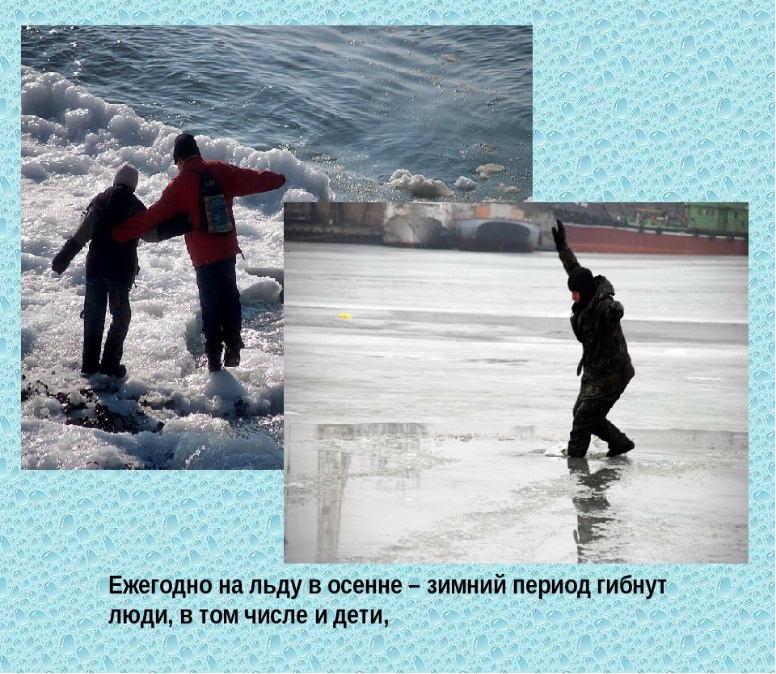 Ежегодно на льду в осенне – зимний период гибнут
люди, в том числе и дети,